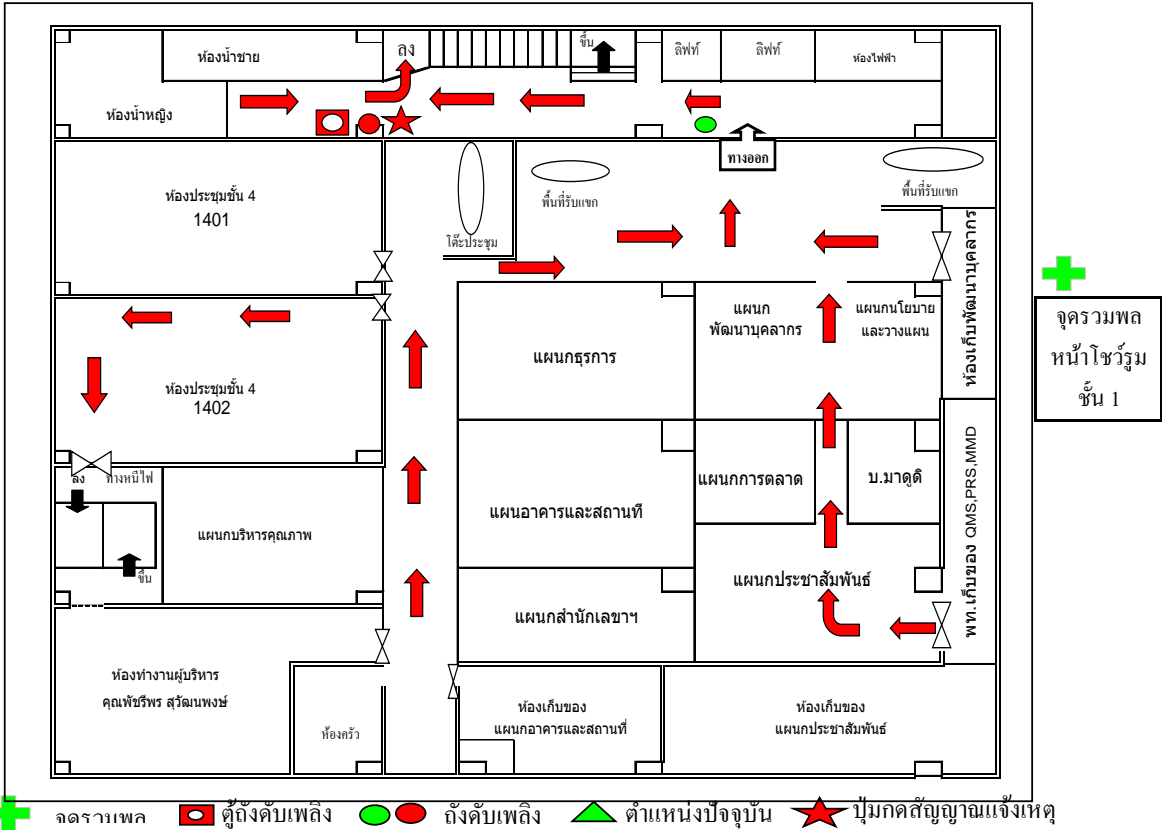 ห้องน้ำชาย
ลง
ขึ้น
ลิฟท์
ลิฟท์
ห้องไฟฟ้า
ห้องน้ำหญิง
ทางออก
พื้นที่รับแขก
พื้นที่รับแขก
ห้องประชุมชั้น 4
1401
โต๊ะประชุม
ห้องเก็บพัฒนาบุคลากร
จุดรวมพล
หน้าโชว์รูม
ชั้น 1
แผนก
พัฒนาบุคลากร
แผนกนโยบาย
และวางแผน
แผนกธุรการ
ห้องประชุมชั้น 4
1402
ลง
ทางหนีไฟ
แผนกการตลาด
บ.มาดูดิ
แผนกบริหารคุณภาพ
แผนอาคารและสถานที่
พท.เก็บของ QMS,PRS,MMD
ขึ้น
แผนกประชาสัมพันธ์
แผนกสำนักเลขาฯ
ห้องทำงานผู้บริหาร
คุณพัชรีพร สุวัฒนพงษ์
ห้องครัว
ห้องเก็บของ
แผนกอาคารและสถานที่
ห้องเก็บของ
แผนกประชาสัมพันธ์
จุดรวมพล
ตู้ถังดับเพลิง
ถังดับเพลิง
ตำแหน่งปัจจุบัน
ปุ่มกดสัญญาณแจ้งเหตุ